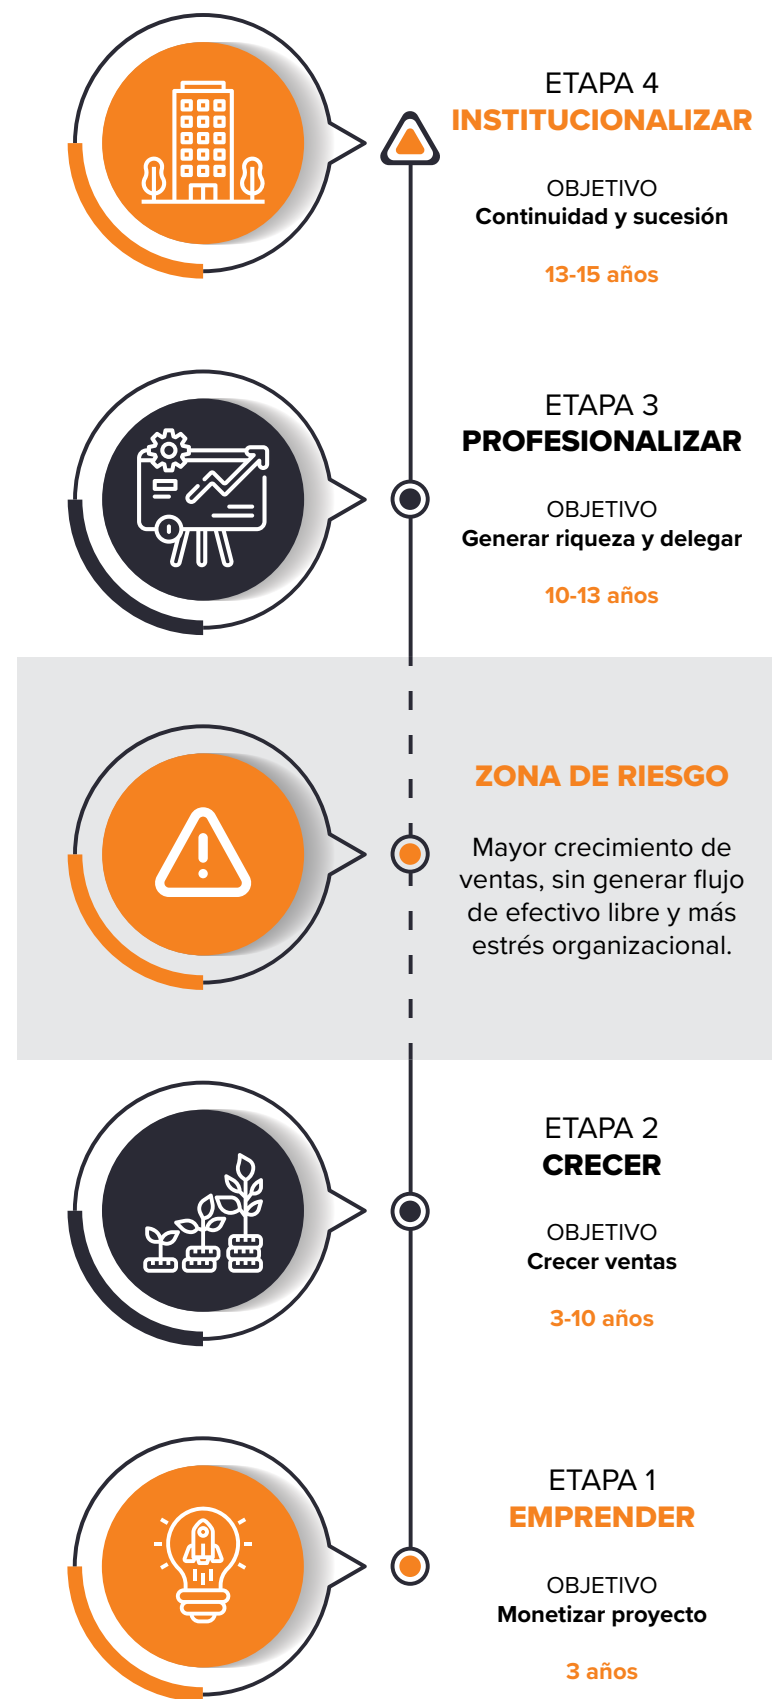 ETAPA 4
INSTITUCIONALIZAR
OBJETIVO
Continuidad y sucesión
13-15 años
ETAPA 3
PROFESIONALIZAR
OBJETIVO
Generar riqueza y delegar
10-13 años
ZONA DE RIESGO
Mayor crecimiento de
ventas, sin generar flujo
de efectivo libre y más
estrés organizacional.
ETAPA 2
CRECER
OBJETIVO
Crecer ventas
3-10 años
ETAPA 1
EMPRENDER
OBJETIVO
Monetizar proyecto
3 años